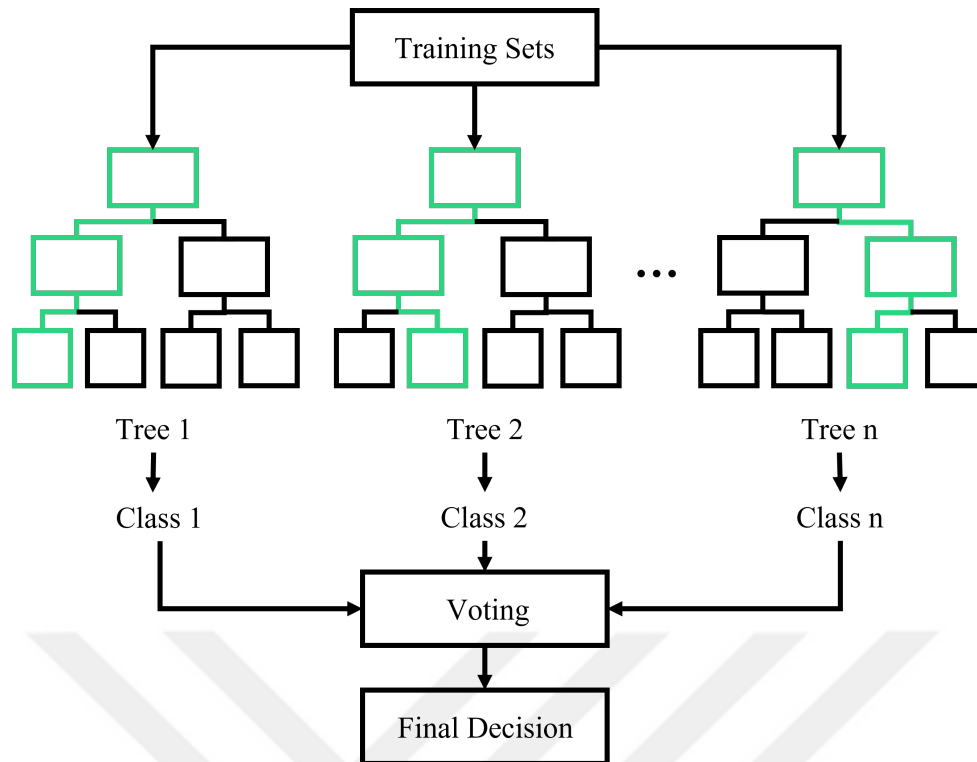 Training Sets
...
Tree 1
Tree 2
Tree n
Class 1
Class 2
Class n
Voting
Final Decision